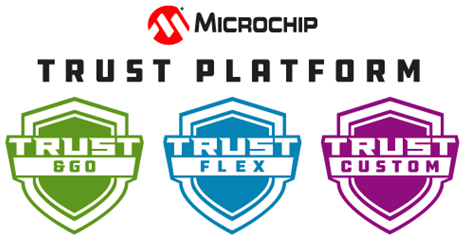 MICROCHIP
TRUST PLATFORM
TRUST &GO
TRUST FLEX
TRUST CUSTOM